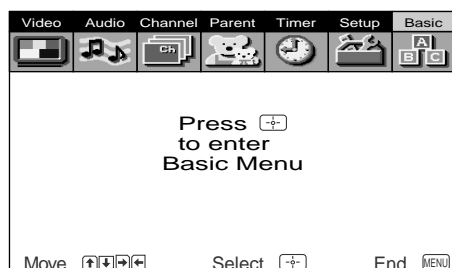 Video Audio Channel Parent Timer Setup Basic
Ch A B C
Press
to enter
Basic Menu
Move Select End MENU